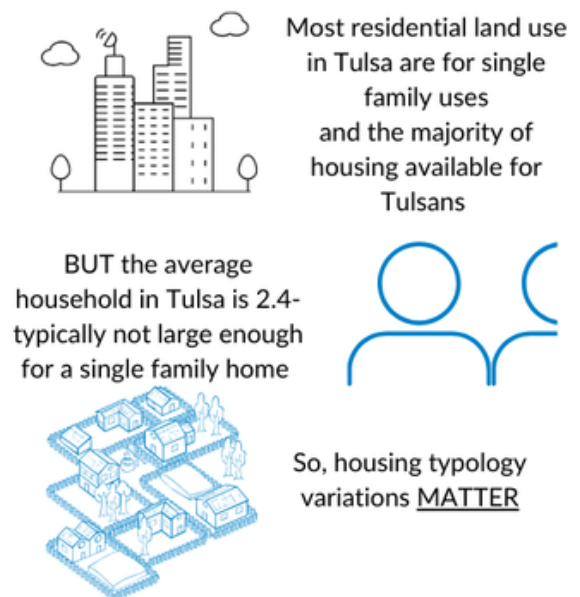 Most residential land use
in Tulsa are for single
family uses
and the majority of
housing available for
Tulsans
BUT the average
household in Tulsa is 2.4-
typically not large enough
for a single family home
So, housing typology
variations MATTER